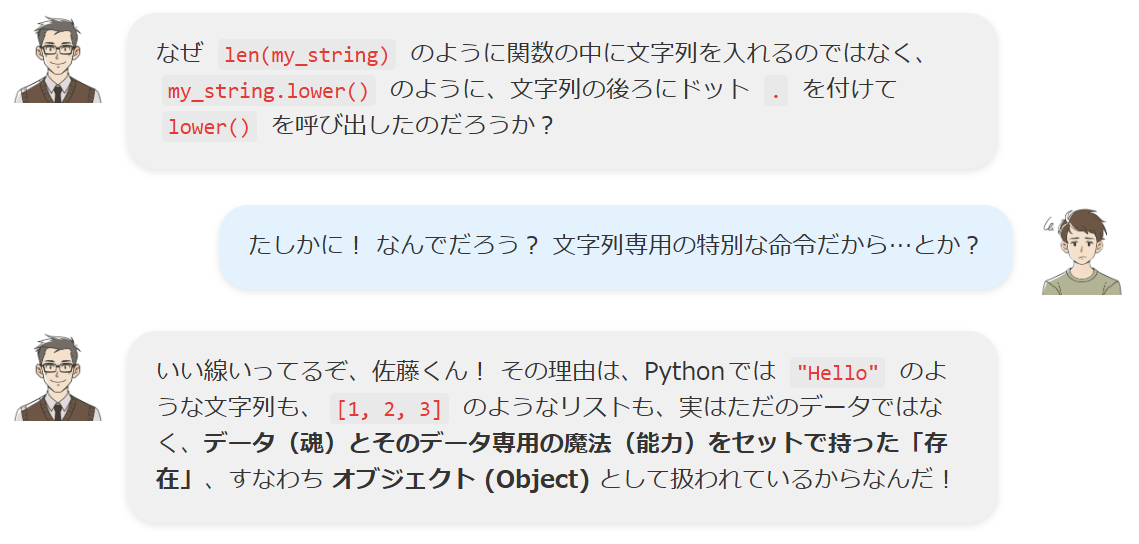 なぜ len(my_string) のように関数の中に文字列を入れるのではなく、
my_string.lower() のように、文字列の後ろにドット . を付けて
lower() を呼び出したのだろうか？
たしかに！ なんでだろう？ 文字列専用の特別な命令だから…とか？
いい線いってるぞ、佐藤くん！ その理由は、Pythonでは "Hello" のよ
うな文字列も、 [1, 2, 3] のようなリストも、実はただのデータではな
く、データ（魂）とそのデータ専用の魔法（能力）をセットで持った「存
在」、すなわち オブジェクト (Object) として扱われているからなんだ！